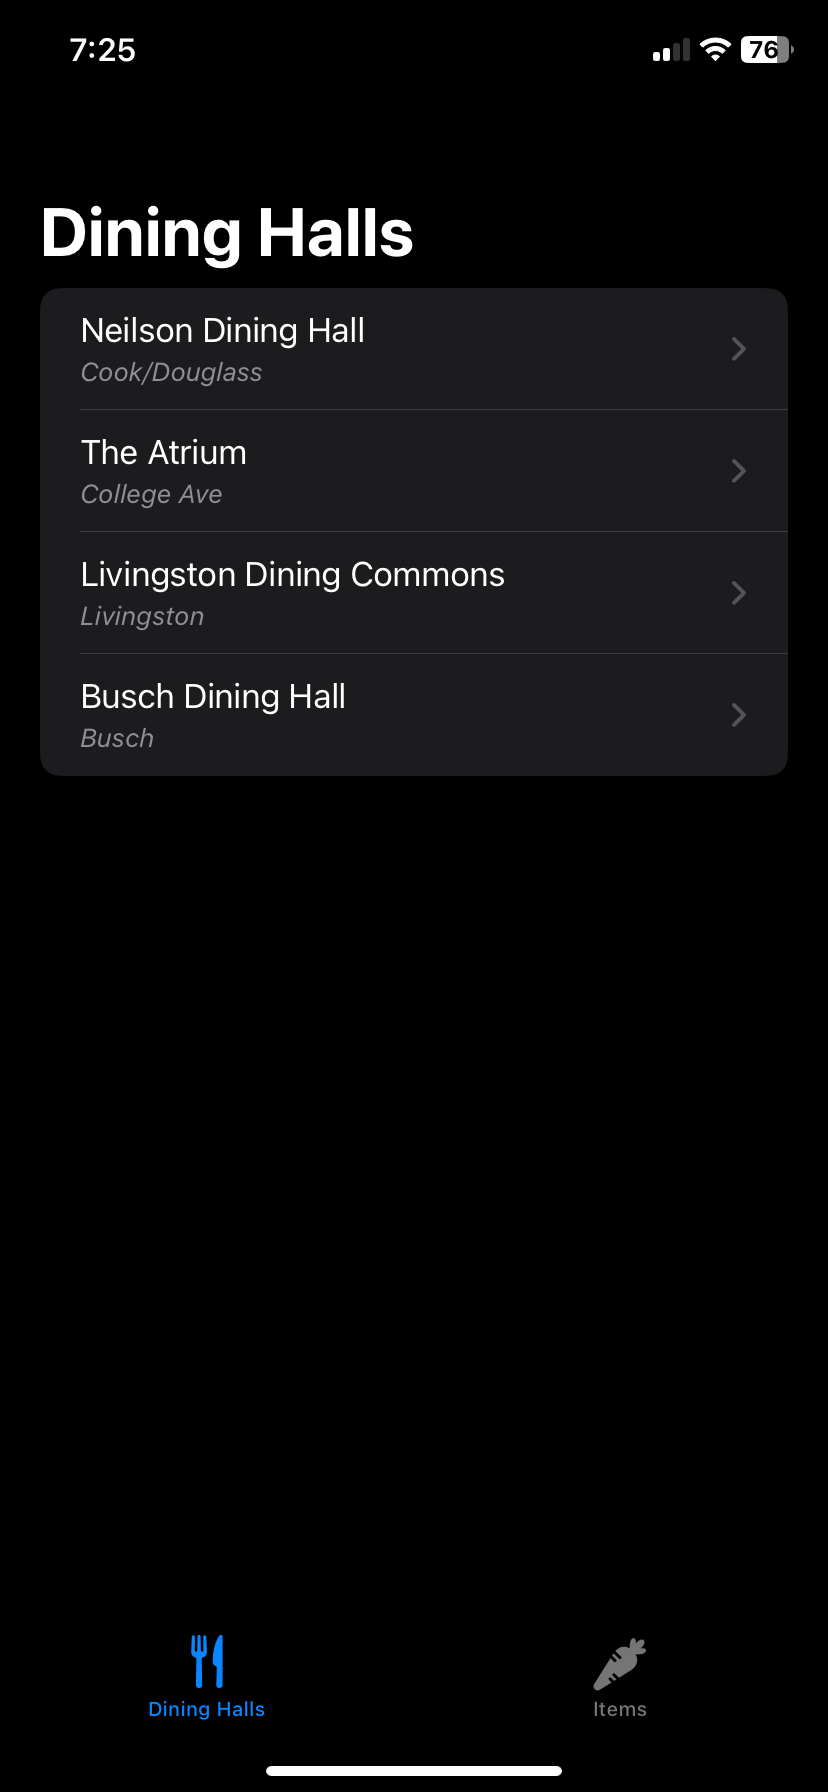 7:25
76
Dining Halls
Neilson Dining Hall
Cook/Douglass
The Atrium
College Ave
Livingston Dining Commons
Livingston
Busch Dining Hall
Busch
Dining Halls
Items